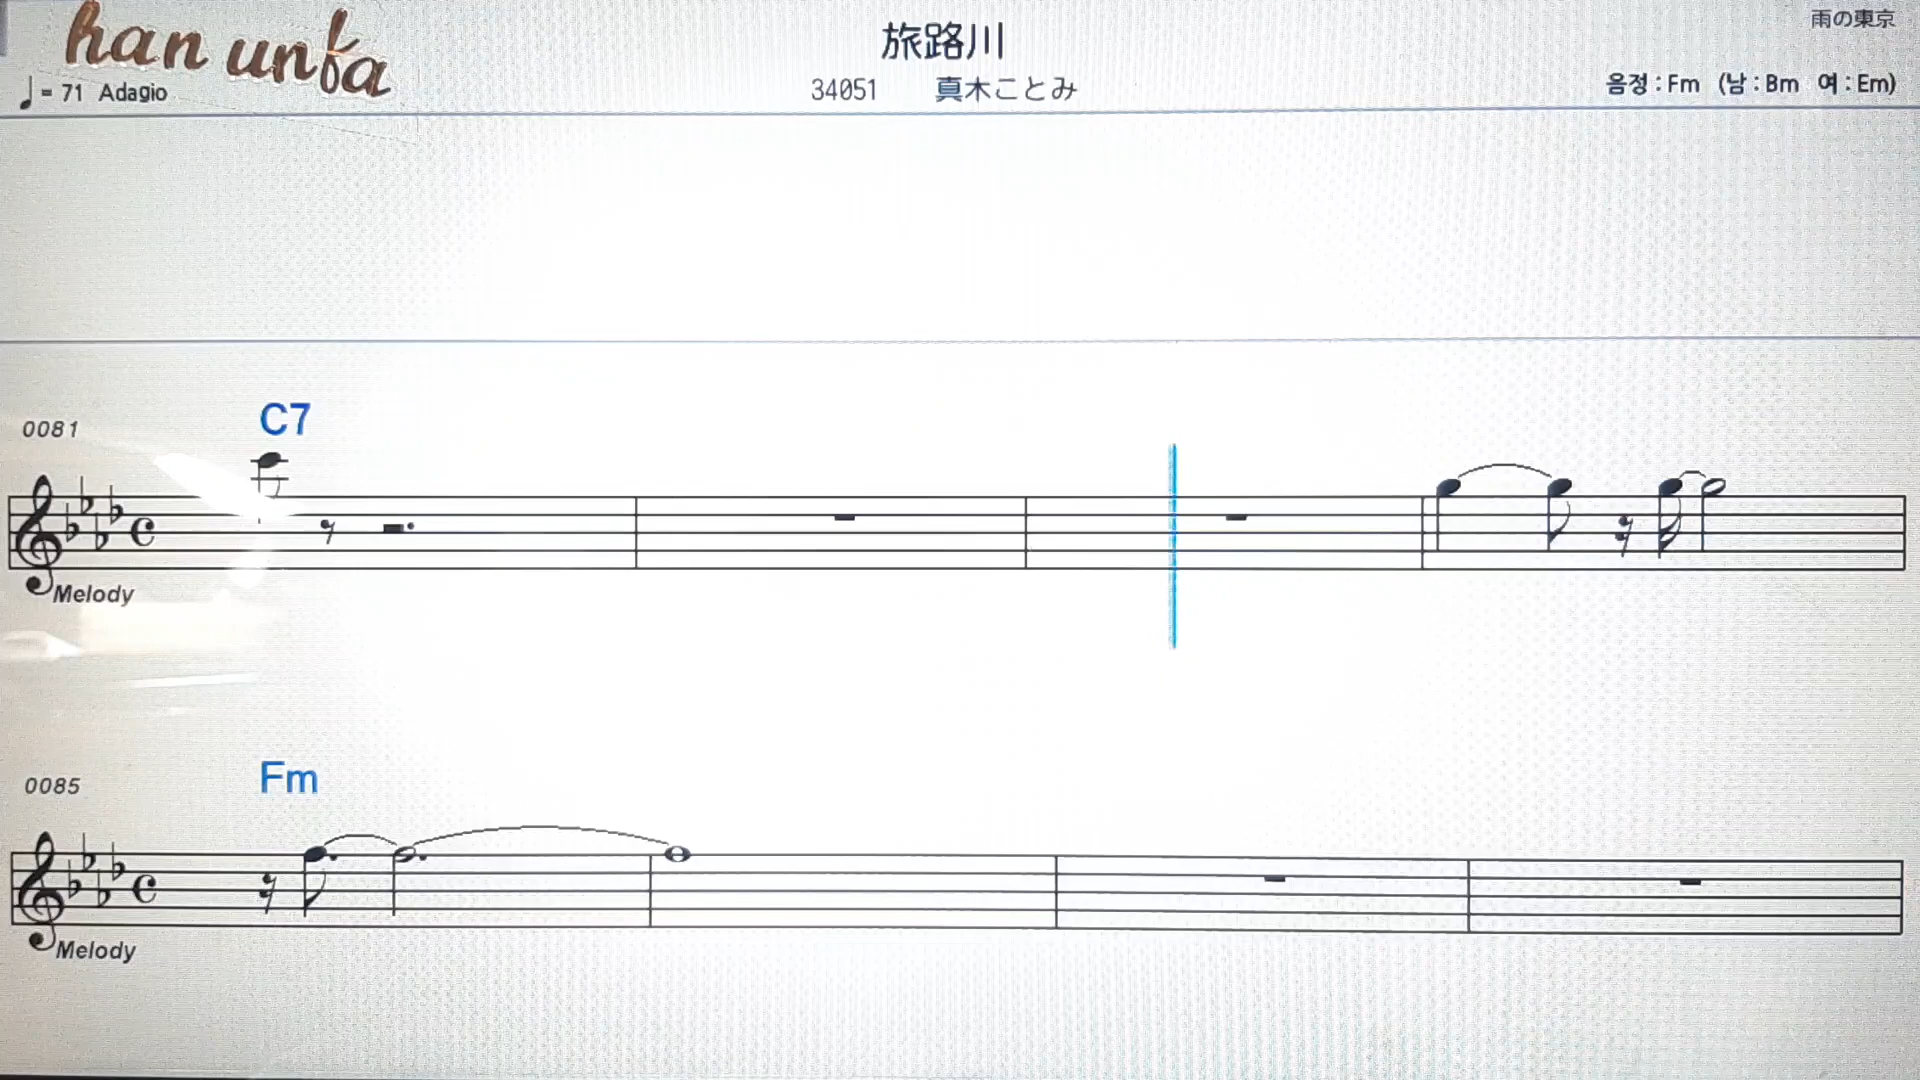 han unfa
旅路川
雨の東京
♩= 71 Adagio
34051 真木ことみ
음정 : Fm (남 : Bm 여 : Em)
0081
C7
Melody
0085
Fm
Melody